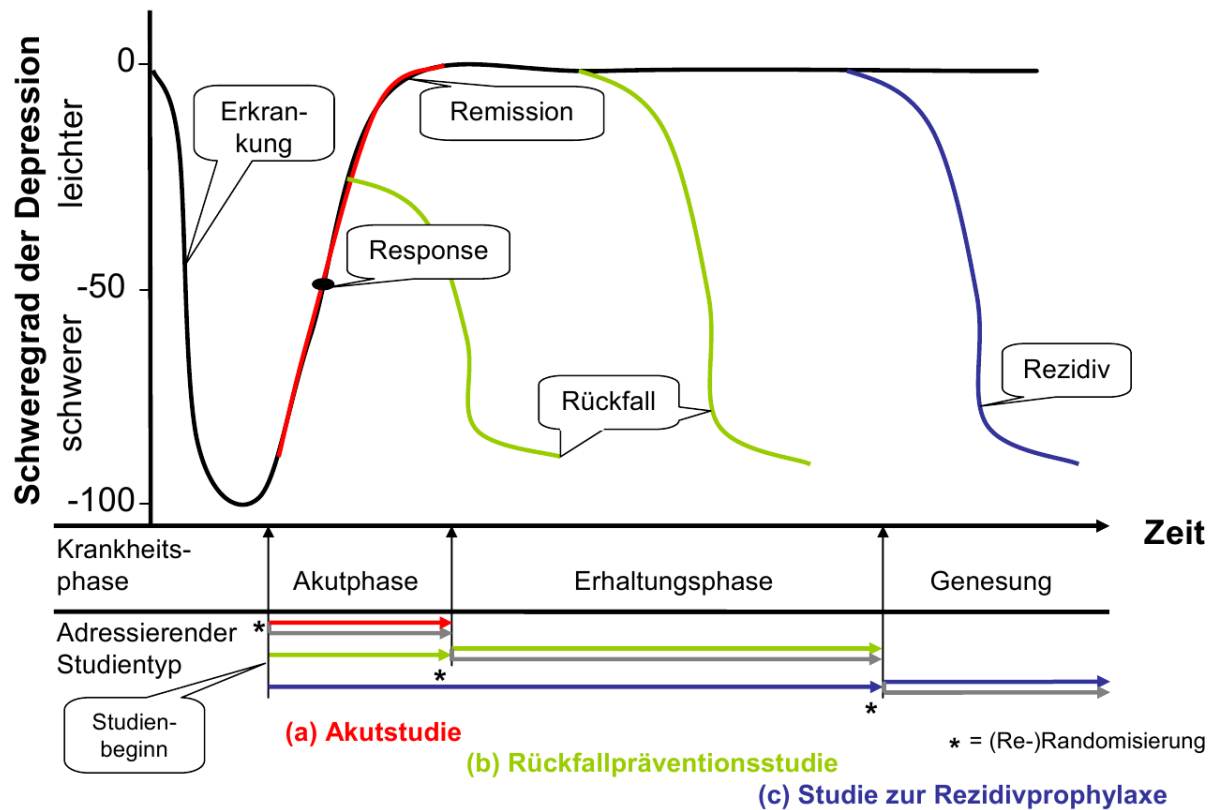 Schweregrad der Depression
schwerer
leichter
0
-50
-100
Erkran-
kung
Remission
Response
Rückfall
Rezidiv
Zeit
Krankheits-
phase
Akutphase
Erhaltungsphase
Genesung
Adressierender
Studientyp
*
*
*
Studien-
beginn
(a) Akutstudie
(b) Rückfallpräventionsstudie
(c) Studie zur Rezidivprophylaxe
* = (Re-)Randomisierung